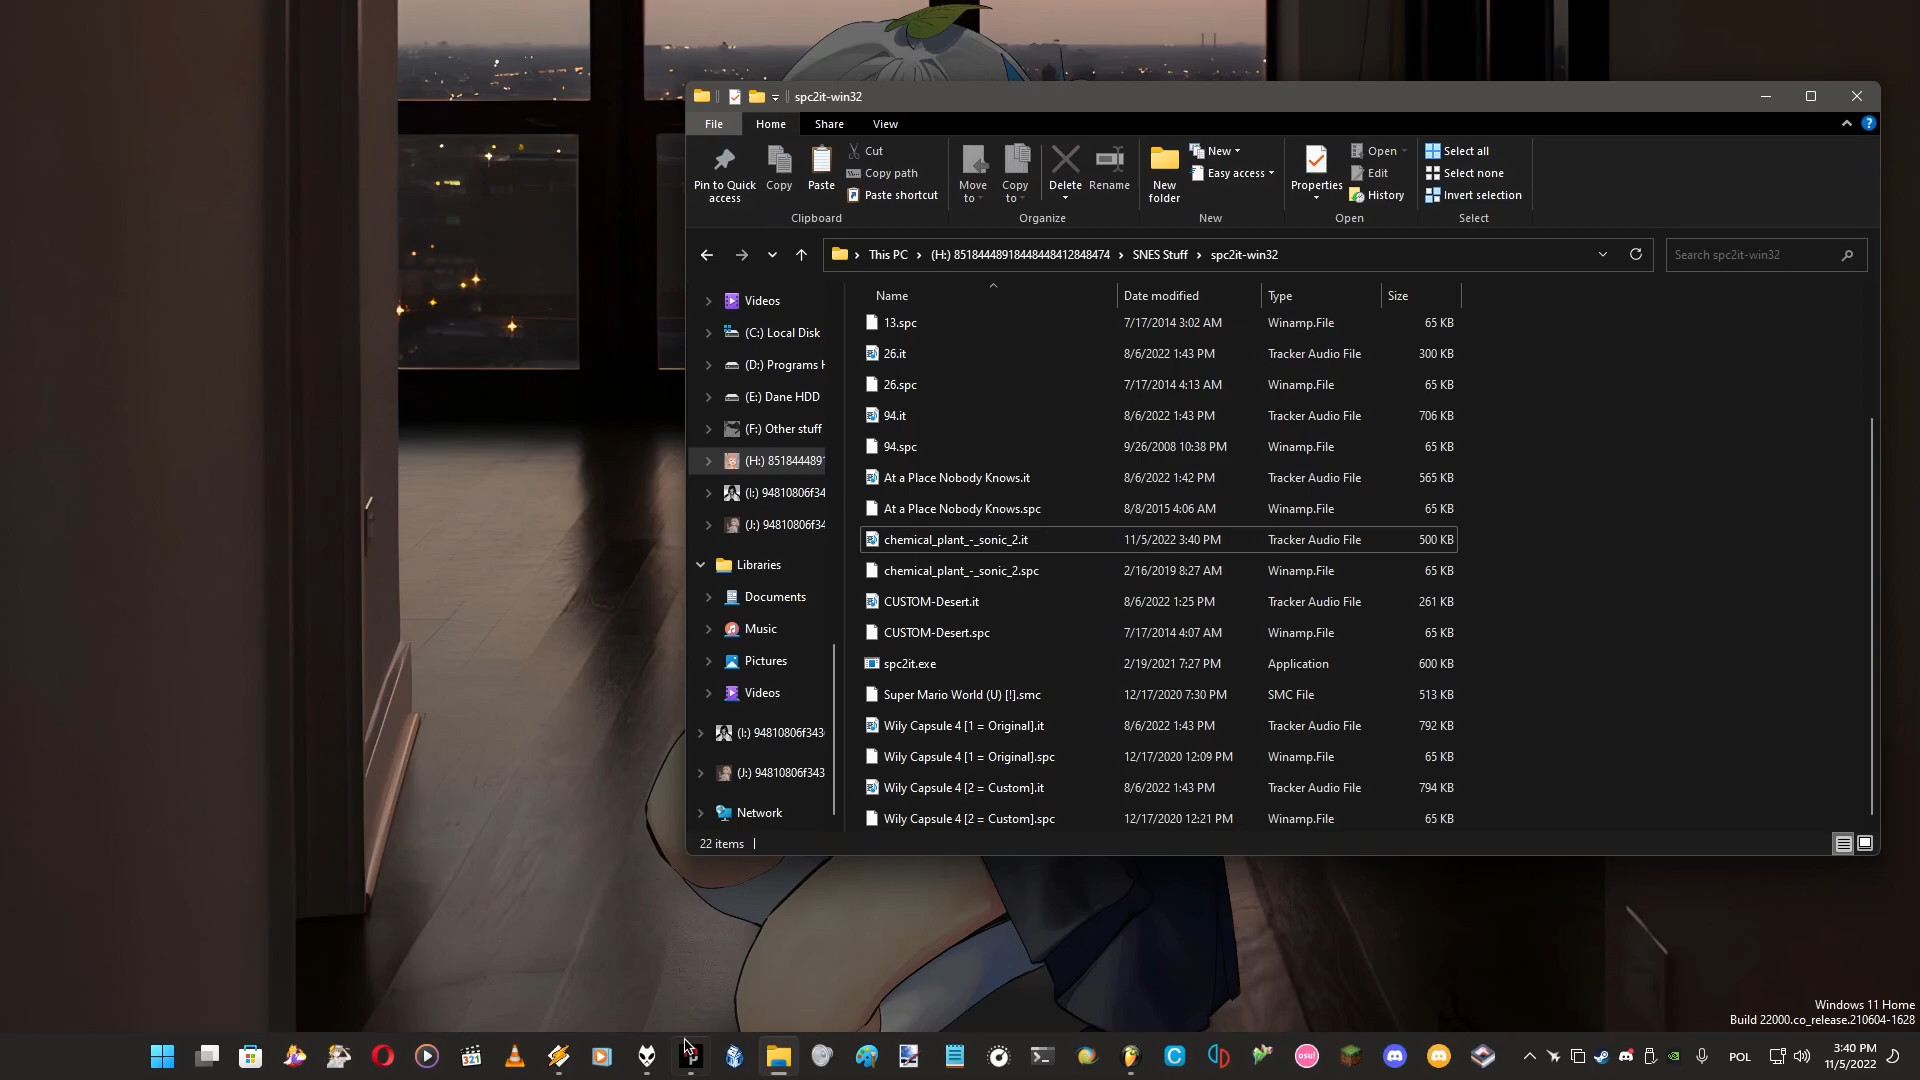 spc2it-win32
File
Home
Share
View
Pin to Quick access
Copy
Paste
Cut
Copy path
Paste shortcut
Clipboard
Move to
Copy to
Delete
Rename
Organize
New folder
New
Easy access
New
Properties
Open
Edit
History
Open
Select all
Select none
Invert selection
Select
This PC
(H:) 85184448918448448412848474
SNES Stuff
spc2it-win32
Search spc2it-win32
Videos
(C:) Local Disk
(D:) Programs H
(E:) Dane HDD
(F:) Other stuff
(H:) 851844489
(I:) 94810806f34
(J:) 94810806f34
Libraries
Documents
Music
Pictures
Videos
(I:) 94810806f343
(J:) 94810806f343
Network
Name Date modified Type Size
13.spc 7/17/2014 3:02 AM Winamp.File 65 KB
26.it 8/6/2022 1:43 PM Tracker Audio File 300 KB
26.spc 7/17/2014 4:13 AM Winamp.File 65 KB
94.it 8/6/2022 1:43 PM Tracker Audio File 706 KB
94.spc 9/26/2008 10:38 PM Winamp.File 65 KB
At a Place Nobody Knows.it 8/6/2022 1:42 PM Tracker Audio File 565 KB
At a Place Nobody Knows.spc 8/8/2015 4:06 AM Winamp.File 65 KB
chemical_plant_-_sonic_2.it 11/5/2022 3:40 PM Tracker Audio File 500 KB
chemical_plant_-_sonic_2.spc 2/16/2019 8:27 AM Winamp.File 65 KB
CUSTOM-Desert.it 8/6/2022 1:25 PM Tracker Audio File 261 KB
CUSTOM-Desert.spc 7/17/2014 4:07 AM Winamp.File 65 KB
spc2it.exe 2/19/2021 7:27 PM Application 600 KB
Super Mario World (U) [!].smc 12/17/2020 7:30 PM SMC File 513 KB
Wily Capsule 4 [1 = Original].it 8/6/2022 1:43 PM Tracker Audio File 792 KB
Wily Capsule 4 [1 = Original].spc 12/17/2020 12:09 PM Winamp.File 65 KB
Wily Capsule 4 [2 = Custom].it 8/6/2022 1:43 PM Tracker Audio File 794 KB
Wily Capsule 4 [2 = Custom].spc 12/17/2020 12:21 PM Winamp.File 65 KB
22 items
Windows 11 Home
Build 22000.co_release.210604-1628
321
osu!
POL
3:40 PM
11/5/2022